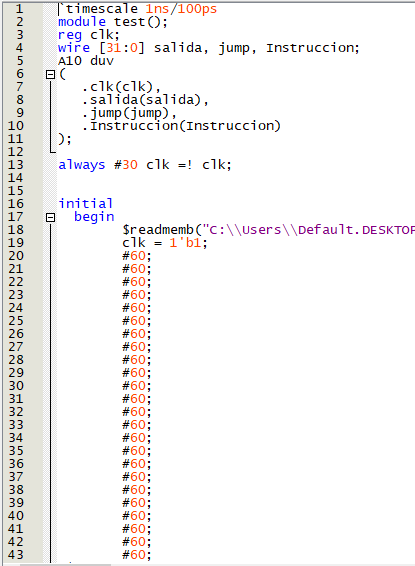 1 `timescale 1ns/100ps
2 module test();
3 reg clk;
4 wire [31:0] salida, jump, Instruccion;
5 A10 duv
6 (
7 .clk(clk),
8 .salida(salida),
9 .jump(jump),
10 .Instruccion(Instruccion)
11 );
12
13 always #30 clk =! clk;
14
15
16 initial
17 begin
18 $readmemb("C:\\Users\\Default.DESKTOP
19 clk = 1'b1;
20 #60;
21 #60;
22 #60;
23 #60;
24 #60;
25 #60;
26 #60;
27 #60;
28 #60;
29 #60;
30 #60;
31 #60;
32 #60;
33 #60;
34 #60;
35 #60;
36 #60;
37 #60;
38 #60;
39 #60;
40 #60;
41 #60;
42 #60;
43 #60;